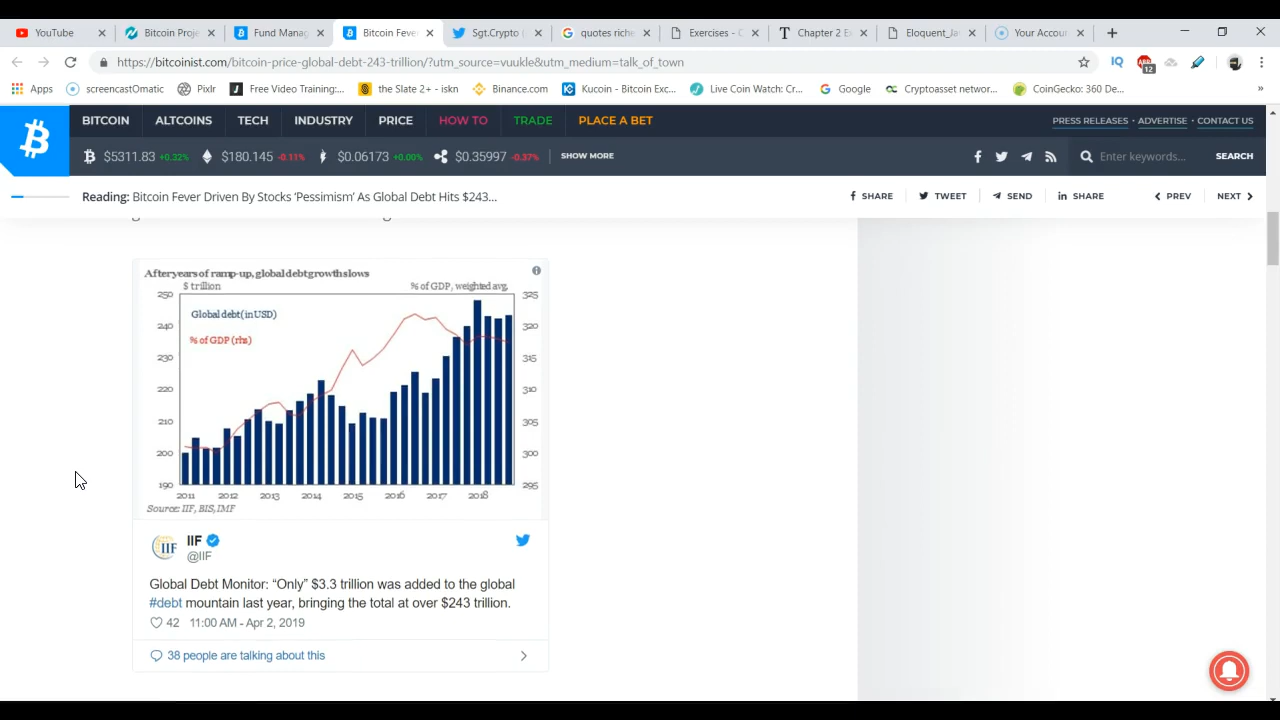 YouTube
Bitcoin Proj
Fund Manag
Bitcoin Feve
Sgt.Crypto T
quotes riche
Exercises - C
Chapter 2 Ex
Eloquent_Ja
Your Accou
https://bitcoinist.com/bitcoin-price-global-debt-243-trillion/?utm_source=vuukle&utm_medium=talk_of_town
IQ
12
Apps
screencastOmatic
Pixlr
Free Video Training:...
the Slate 2+ - iskn
Binance.com
Kucoin - Bitcoin Exc...
Live Coin Watch: Cr...
Google
Cryptoasset networ...
CoinGecko: 360 De...
BITCOIN ALTCOINS TECH INDUSTRY PRICE HOW TO TRADE PLACE A BET
PRESS RELEASES · ADVERTISE · CONTACT US
$5311.83 +0.32% $180.145 -0.11% $0.06173 +0.00% $0.35997 -0.37% SHOW MORE
Enter keywords... SEARCH
Reading: Bitcoin Fever Driven By Stocks ‘Pessimism’ As Global Debt Hits $243...
SHARE TWEET SEND SHARE PREV NEXT
After years of ramp-up, global debt growth slows
$ trillion % of GDP, weighted avg.
250 325
Global debt (in USD)
240 320
% of GDP (rhs)
230 315
220 310
210 305
200 300
190 295
2011 2012 2013 2014 2015 2016 2017 2018
Source: IIF, BIS, IMF
IIF
@IIF
Global Debt Monitor: “Only” $3.3 trillion was added to the global
#debt mountain last year, bringing the total at over $243 trillion.
42 11:00 AM - Apr 2, 2019
38 people are talking about this